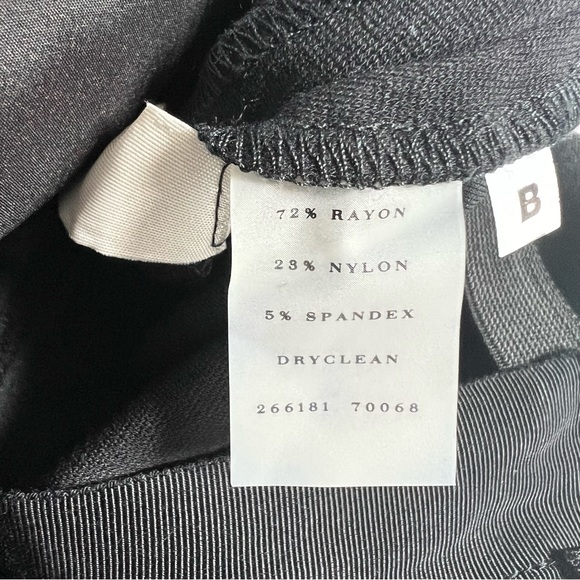 72% RAYON
23% NYLON
5% SPANDEX
DRYCLEAN
266181 70068
B